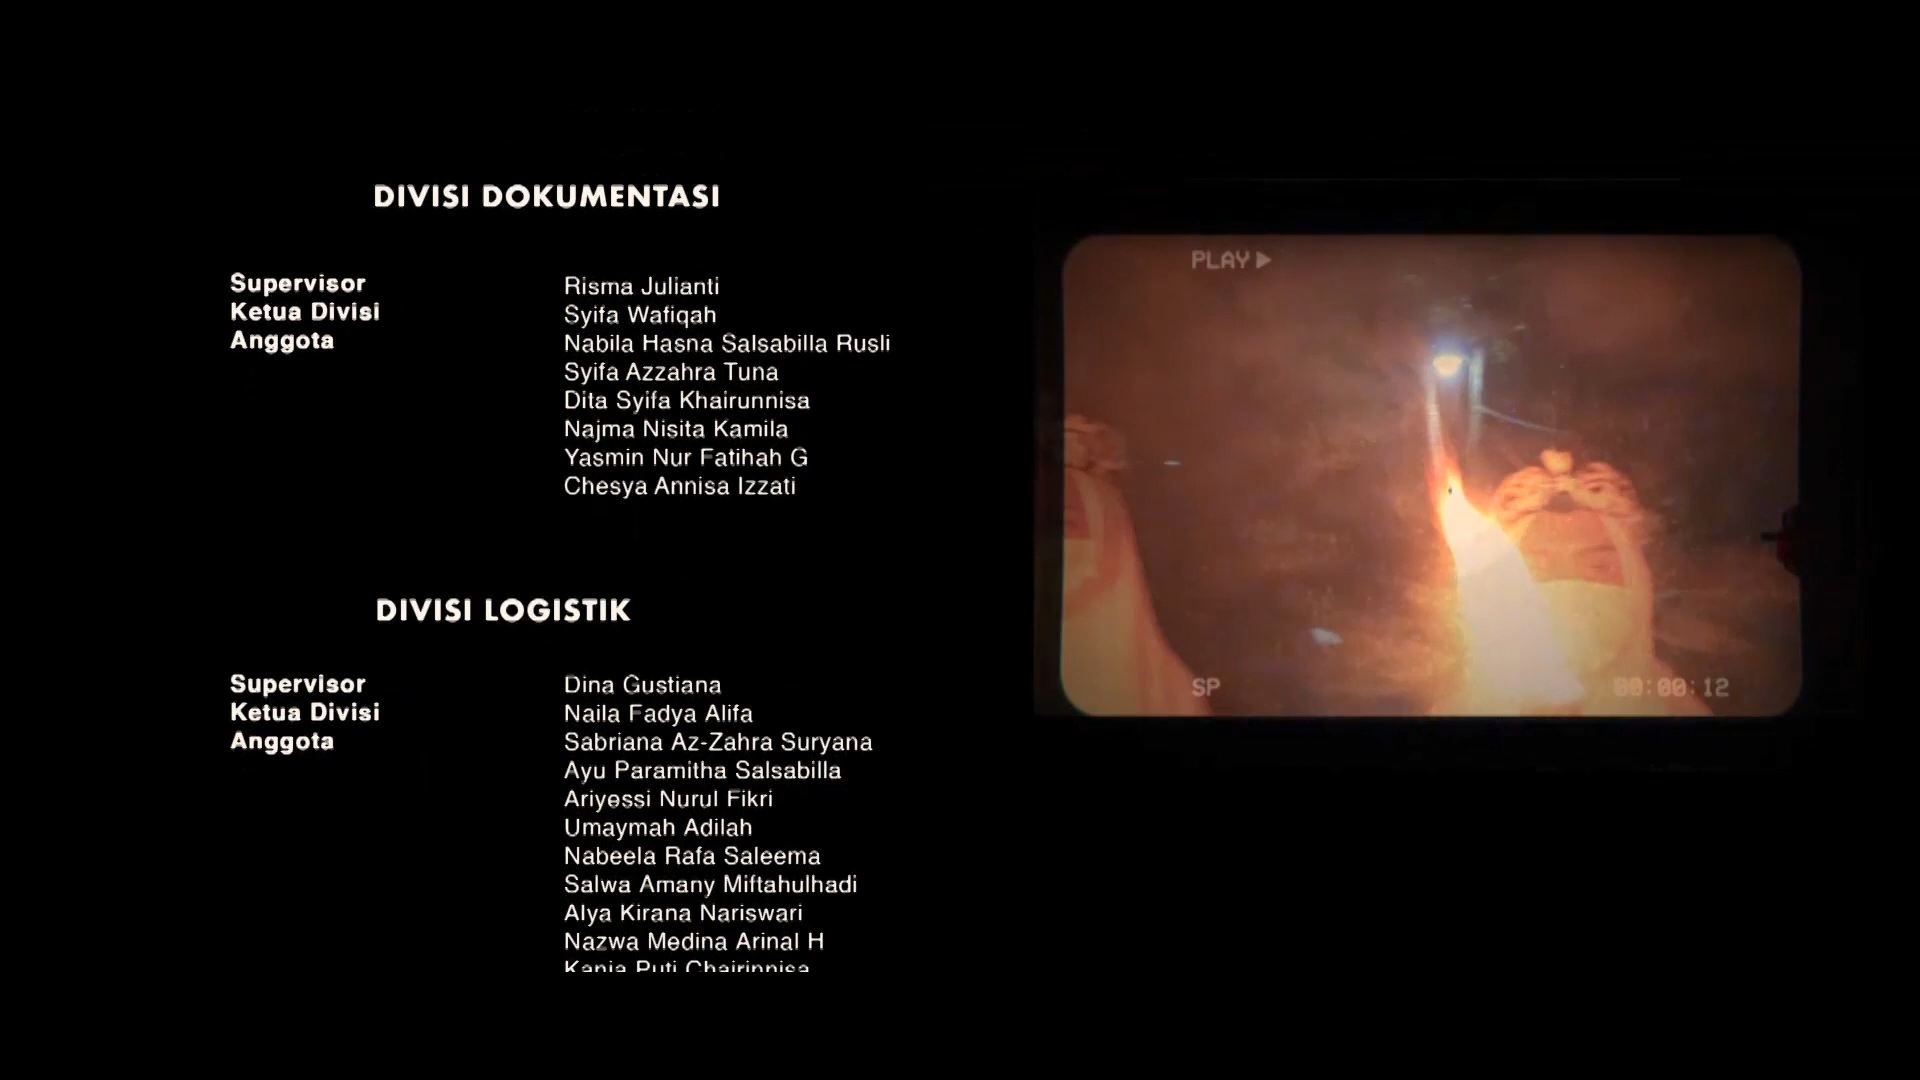 DIVISI DOKUMENTASI
Supervisor Risma Julianti
Ketua Divisi Syifa Wafiqah
Anggota Nabila Hasna Salsabilla Rusli
Syifa Azzahra Tuna
Dita Syifa Khairunnisa
Najma Nisita Kamila
Yasmin Nur Fatihah G
Chesya Annisa Izzati
DIVISI LOGISTIK
Supervisor Dina Gustiana
Ketua Divisi Naila Fadya Alifa
Anggota Sabriana Az-Zahra Suryana
Ayu Paramitha Salsabilla
Ariyessi Nurul Fikri
Umaymah Adilah
Nabeela Rafa Saleema
Salwa Amany Miftahulhadi
Alya Kirana Nariswari
Nazwa Medina Arinal H
PLAY
SP 00:00:12